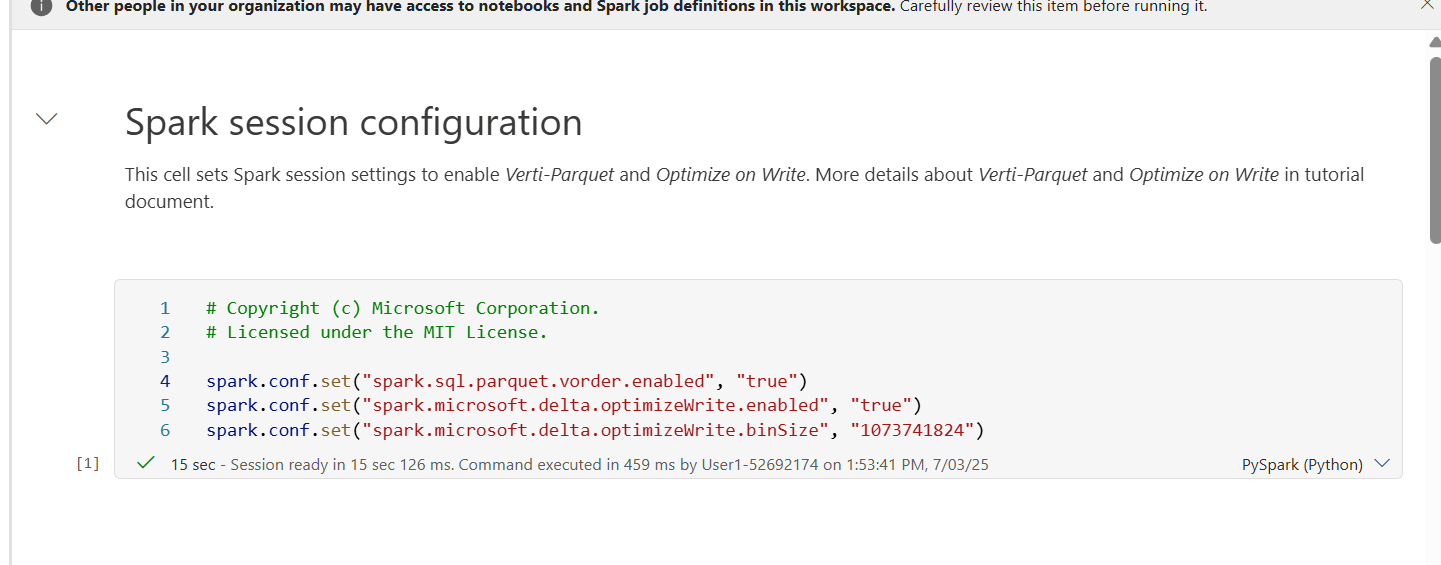 Other people in your organization may have access to notebooks and Spark job definitions in this workspace. Carefully review this item before running it.
Spark session configuration
This cell sets Spark session settings to enable Verti-Parquet and Optimize on Write. More details about Verti-Parquet and Optimize on Write in tutorial
document.
1 # Copyright (c) Microsoft Corporation.
2 # Licensed under the MIT License.
3
4 spark.conf.set("spark.sql.parquet.vorder.enabled", "true")
5 spark.conf.set("spark.microsoft.delta.optimizeWrite.enabled", "true")
6 spark.conf.set("spark.microsoft.delta.optimizeWrite.binSize", "1073741824")
[1] 15 sec - Session ready in 15 sec 126 ms. Command executed in 459 ms by User1-52692174 on 1:53:41 PM, 7/03/25 PySpark (Python)